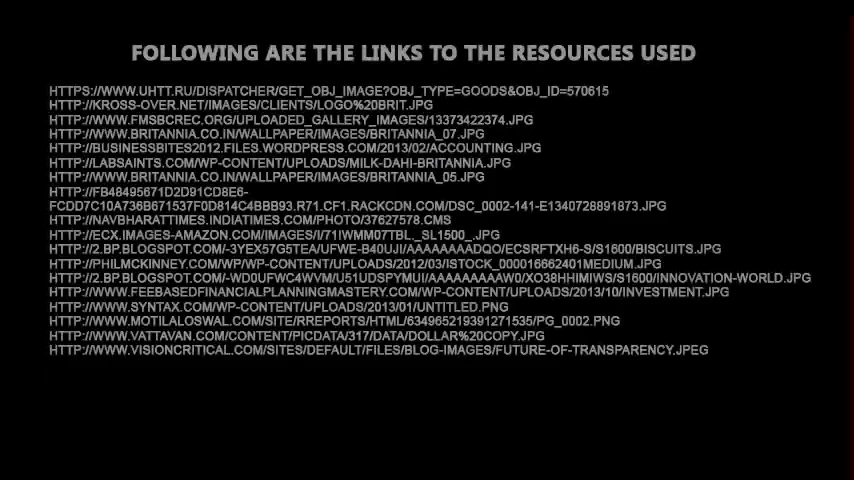 FOLLOWING ARE THE LINKS TO THE RESOURCES USED
HTTPS://WWW.UHTT.RU/DISPATCHER/GET_OBJ_IMAGE?OBJ_TYPE=GOODS&OBJ_ID=570615
HTTP://KROSS-OVER.NET/IMAGES/CLIENTS/LOGO%20BRIT.JPG
HTTP://WWW.FMSBCREC.ORG/UPLOADED_GALLERY_IMAGES/13373422374.JPG
HTTP://WWW.BRITANNIA.CO.IN/WALLPAPER/IMAGES/BRITANNIA_07.JPG
HTTP://BUSINESSBITES2012.FILES.WORDPRESS.COM/2013/02/ACCOUNTING.JPG
HTTP://LABSAINTS.COM/WP-CONTENT/UPLOADS/MILK-DAHI-BRITANNIA.JPG
HTTP://WWW.BRITANNIA.CO.IN/WALLPAPER/IMAGES/BRITANNIA_05.JPG
HTTP://FB48495671D2D91CD8E6-
FCDD7C10A736B671537F0D814C4BBB93.R71.CF1.RACKCDN.COM/DSC_0002-141-E1340728891873.JPG
HTTP://NAVBHARATTIMES.INDIATIMES.COM/PHOTO/37627578.CMS
HTTP://ECX.IMAGES-AMAZON.COM/IMAGES/I/71IWMM07TBL._SL1500_.JPG
HTTP://2.BP.BLOGSPOT.COM/-3YEX57G5TEA/UFWE-B40UJI/AAAAAAAADQO/ECSRFTXH6-S/S1600/BISCUITS.JPG
HTTP://PHILMCKINNEY.COM/WP/WP-CONTENT/UPLOADS/2012/03/ISTOCK_000016662401MEDIUM.JPG
HTTP://2.BP.BLOGSPOT.COM/-WD0UFWC4WVM/U51UDSPYMUI/AAAAAAAAAW0/XO38HHIMIWS/S1600/INNOVATION-WORLD.JPG
HTTP://WWW.FEEBASEDFINANCIALPLANNINGMASTERY.COM/WP-CONTENT/UPLOADS/2013/10/INVESTMENT.JPG
HTTP://WWW.SYNTAX.COM/WP-CONTENT/UPLOADS/2013/01/UNTITLED.PNG
HTTP://WWW.MOTILALOSWAL.COM/SITE/RREPORTS/HTML/634965219391271535/PG_0002.PNG
HTTP://WWW.VATTAVAN.COM/CONTENT/PICDATA/317/DATA/DOLLAR%20COPY.JPG
HTTP://WWW.VISIONCRITICAL.COM/SITES/DEFAULT/FILES/BLOG-IMAGES/FUTURE-OF-TRANSPARENCY.JPEG